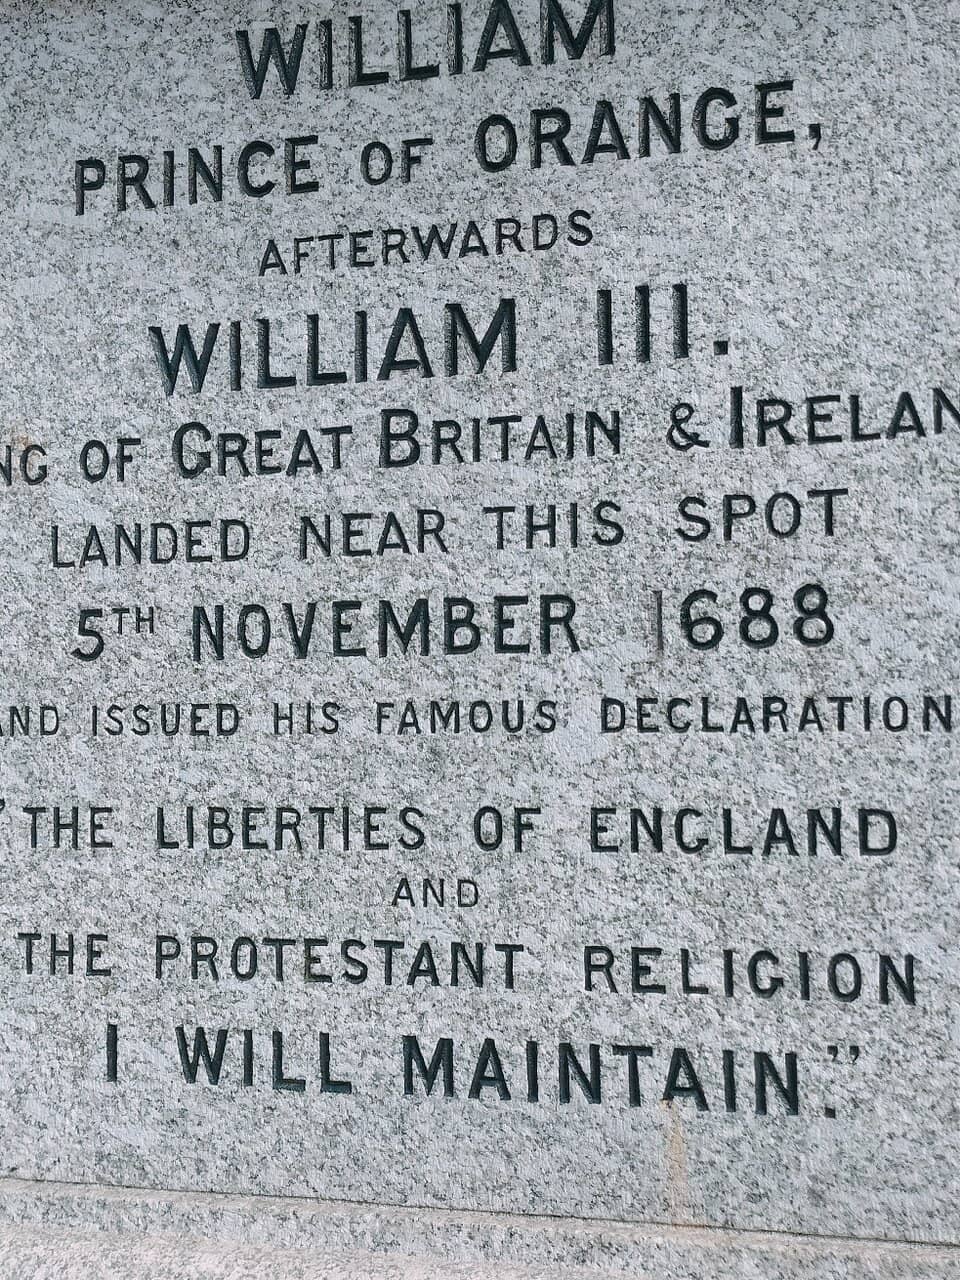 WILLIAM
PRINCE OF ORANGE,
AFTERWARDS
WILLIAM III.
NG OF GREAT BRITAIN & IRELAN
LANDED NEAR THIS SPOT
5TH NOVEMBER 1688
AND ISSUED HIS FAMOUS DECLARATION
"THE LIBERTIES OF ENGLAND
AND
THE PROTESTANT RELIGION
I WILL MAINTAIN."